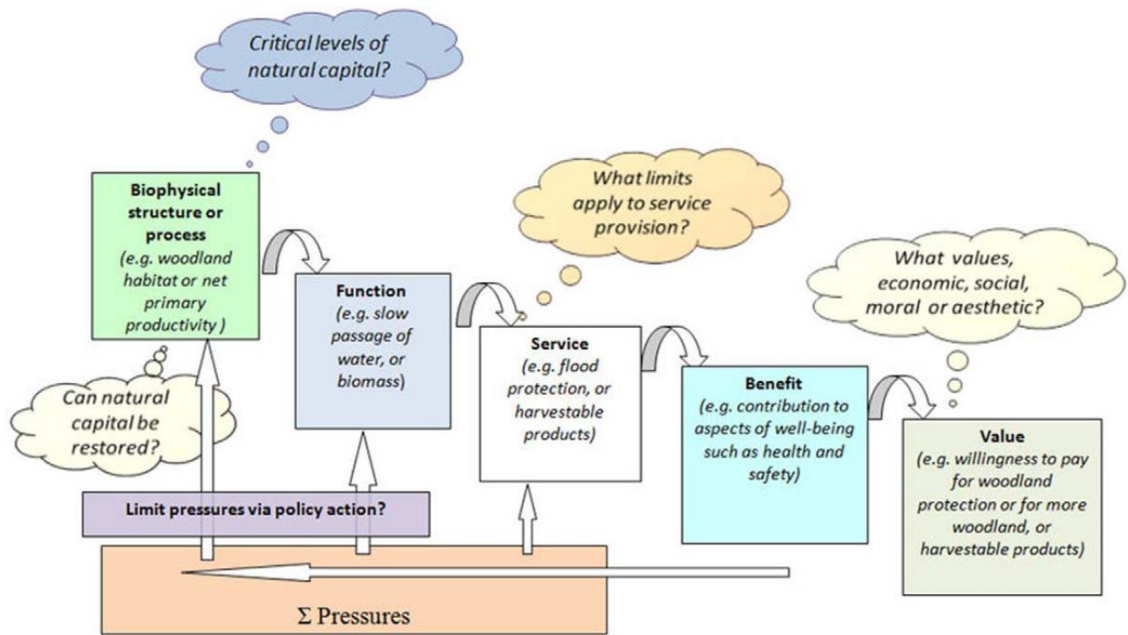 Critical levels of
natural capital?
Biophysical
structure or
process
(e.g. woodland
habitat or net
primary
productivity )
What limits
apply to service
provision?
Function
(e.g. slow
passage of
water, or
biomass)
What values,
economic, social,
moral or aesthetic?
Service
(e.g. flood
protection, or
harvestable
products)
Benefit
(e.g. contribution to
aspects of well-being
such as health and
safety)
Can natural
capital be
restored?
Value
(e.g. willingness to pay
for woodland
protection or for more
woodland, or
harvestable products)
Limit pressures via policy action?
Σ Pressures